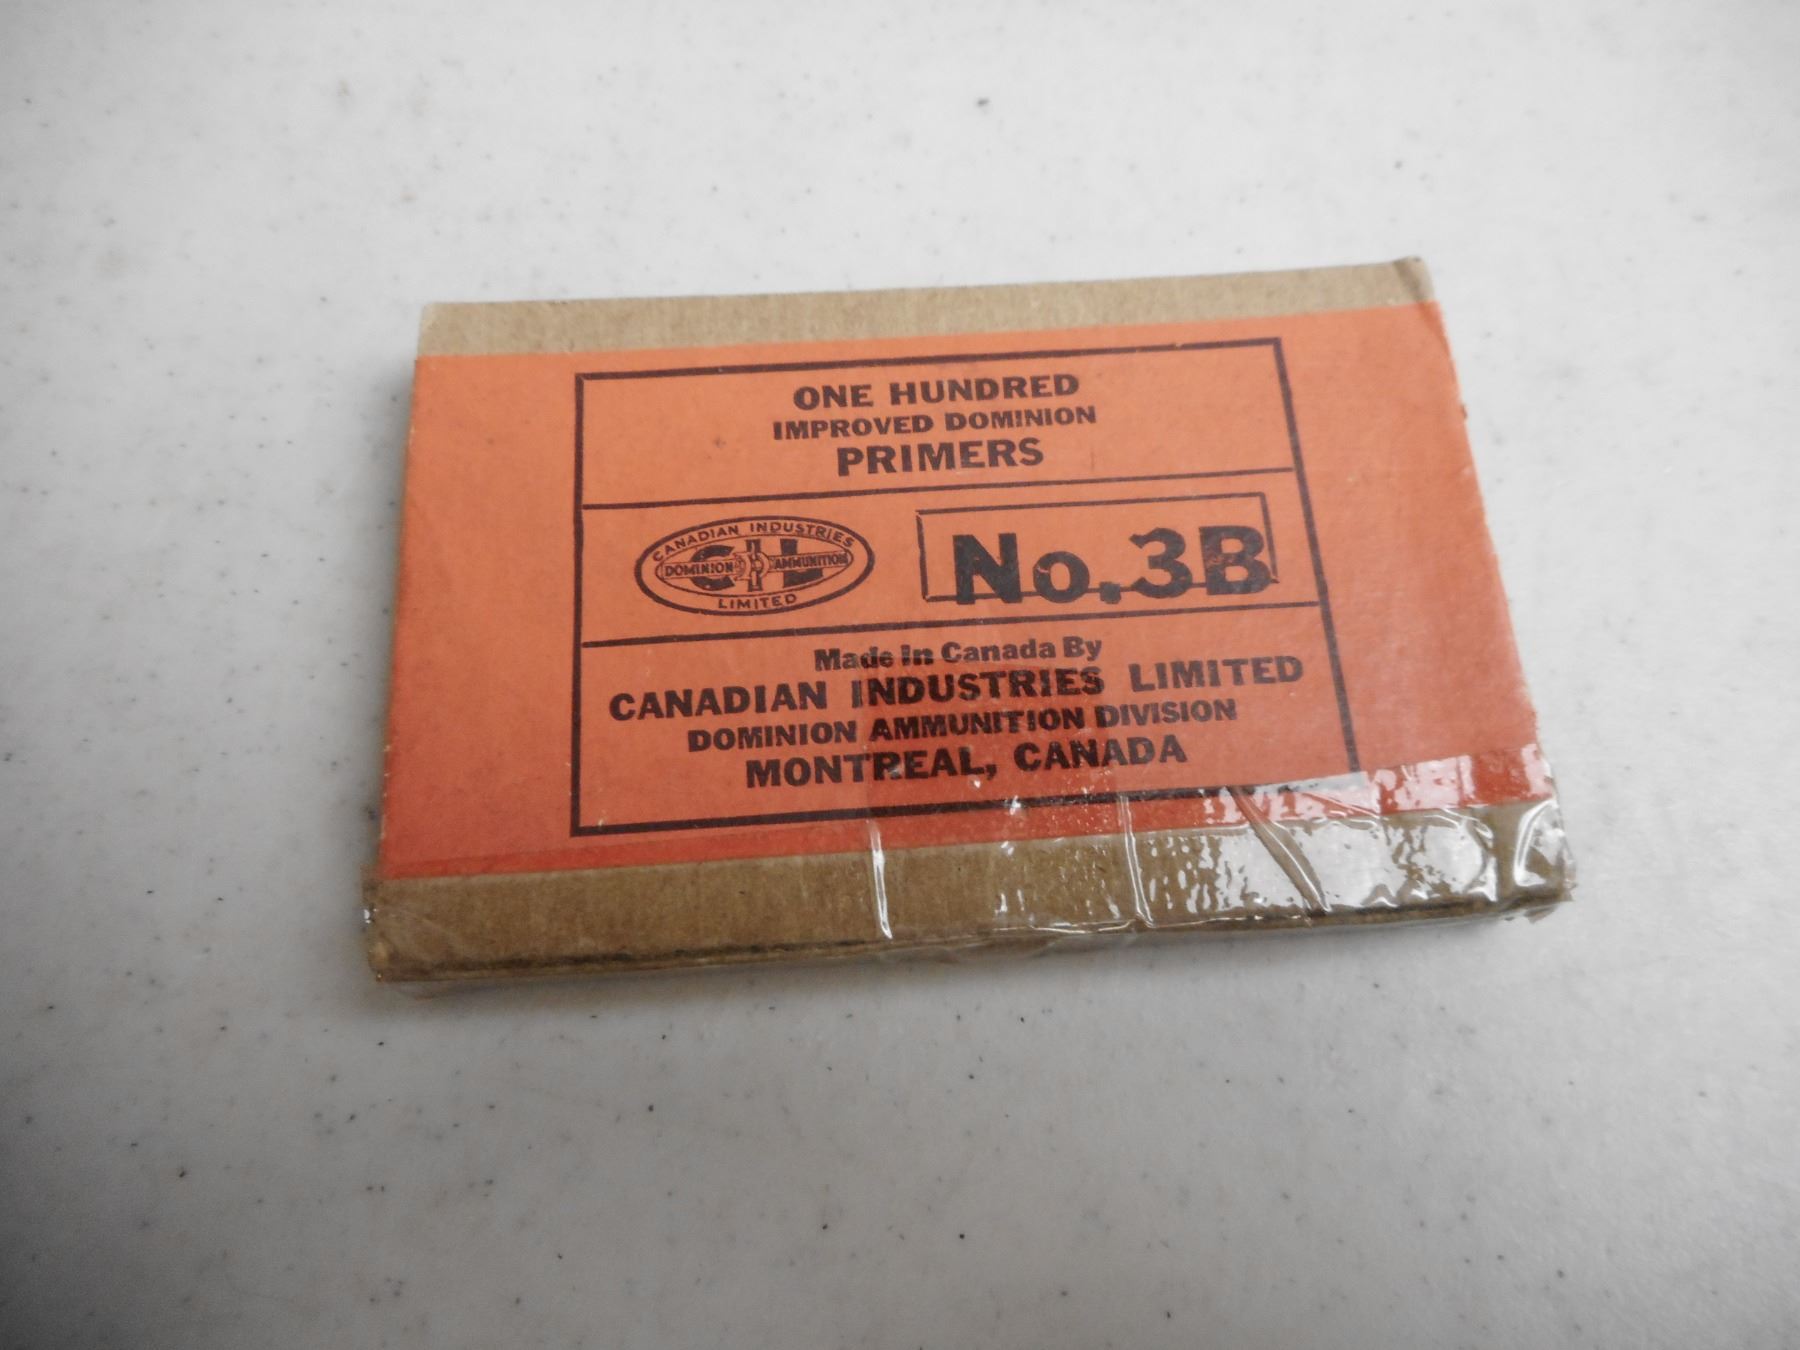 ONE HUNDRED
IMPROVED DOMINION
PRIMERS
CANADIAN INDUSTRIES
CIL
DOMINION AMMUNITION
LIMITED
No. 3B
Made in Canada By
CANADIAN INDUSTRIES LIMITED
DOMINION AMMUNITION DIVISION
MONTREAL, CANADA